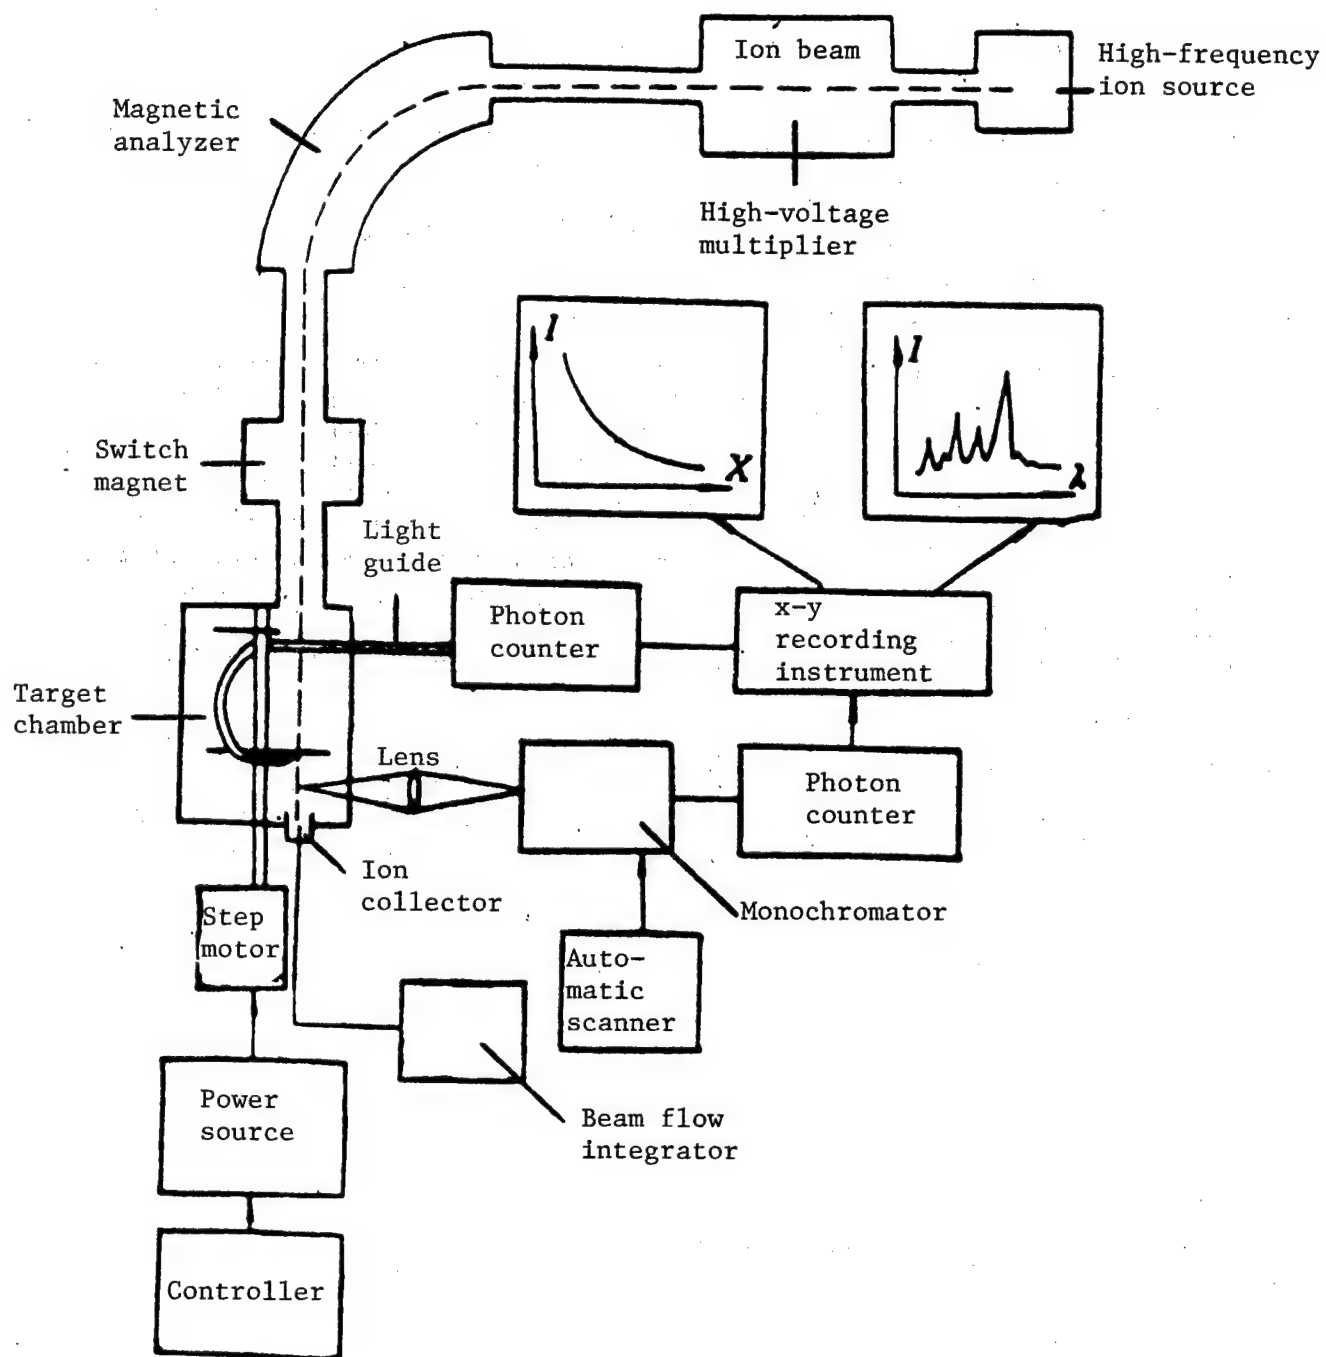 Ion beam
High-frequency
ion source
Magnetic
analyzer
High-voltage
multiplier
I
X
I
λ
Switch
magnet
Light
guide
Photon
counter
x-y
recording
instrument
Target
chamber
Lens
Photon
counter
Ion
collector
Monochromator
Step
motor
Auto-
matic
scanner
Power
source
Beam flow
integrator
Controller